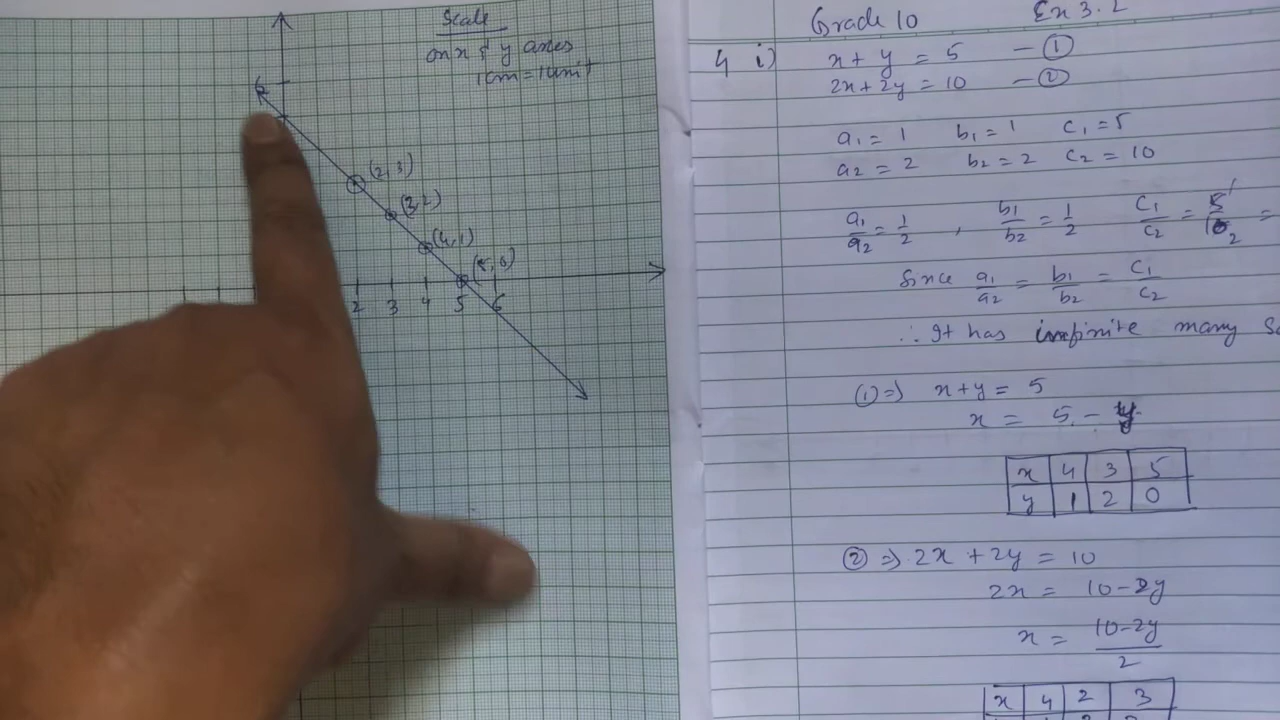 Scale
on x & y axes
1cm = 1unit
6
(2,3)
(3,2)
(4,1)
(5,0)
2 3 4 5 6
Grade 10 Ex 3.2
4 i) x + y = 5 — ①
2x + 2y = 10 — ②
a₁ = 1 b₁ = 1 c₁ = 5
a₂ = 2 b₂ = 2 c₂ = 10
a₁/a₂ = 1/2 , b₁/b₂ = 1/2 c₁/c₂ = 5/10 1/2 =
Since a₁/a₂ = b₁/b₂ = c₁/c₂
∴ It has infinite many
① ⇒ x + y = 5
x = 5 - y
x 4 3 5
y 1 2 0
② ⇒ 2x + 2y = 10
2x = 10 - 2y
x = 10 - 2y / 2
x 4 2 3